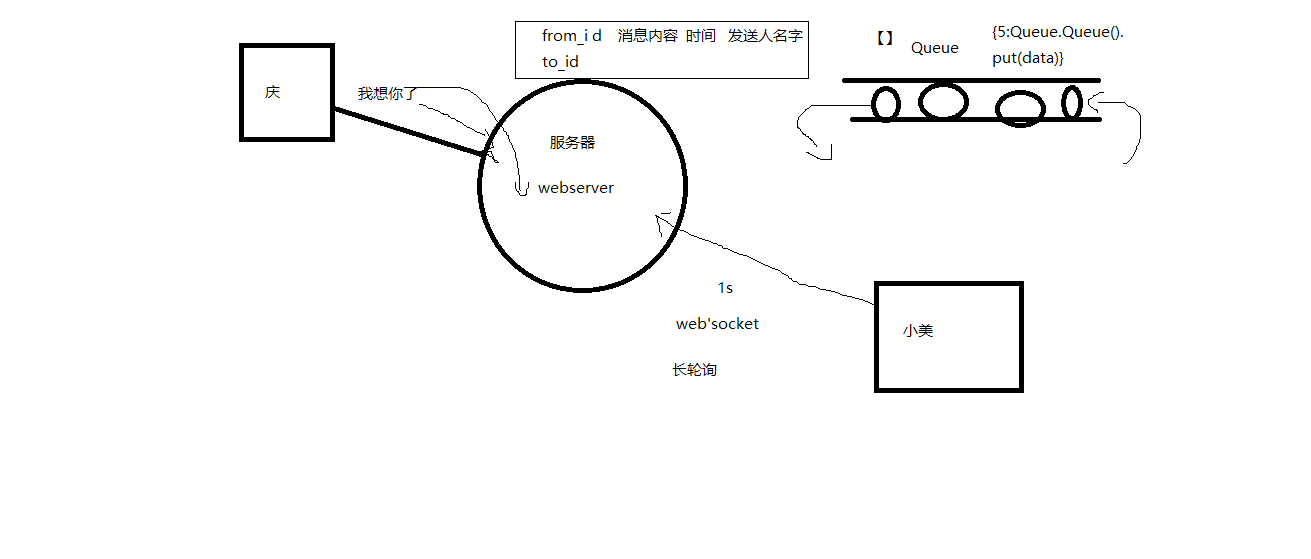 from_i d 消息内容 时间 发送人名字
to_id
【】
Queue
{5:Queue.Queue().
put(data)}
庆
我想你了
服务器
webserver
1s
web'socket
长轮询
小美